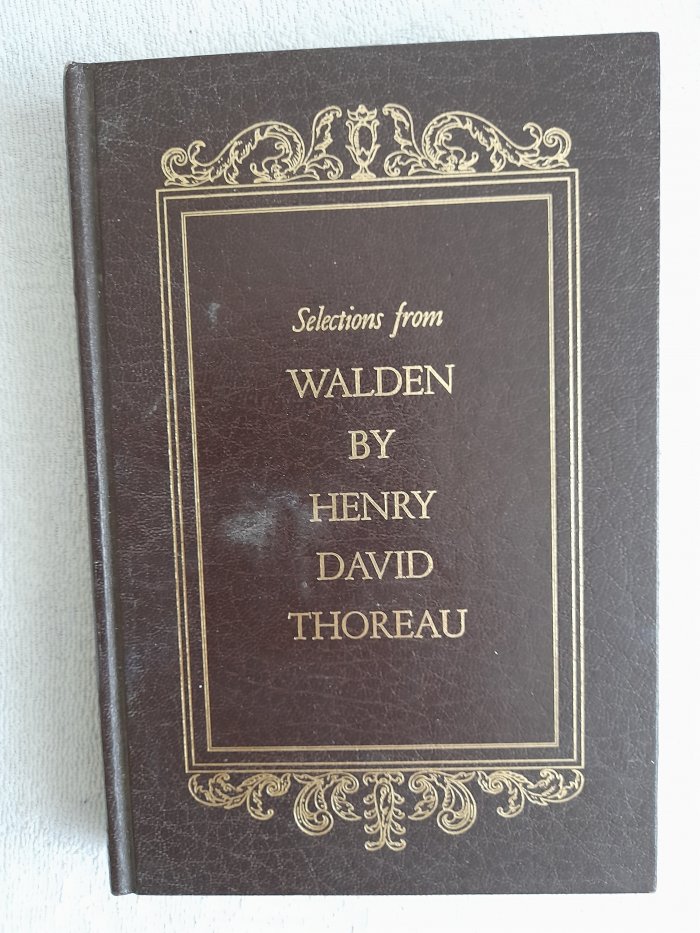 Selections from
WALDEN
BY
HENRY
DAVID
THOREAU